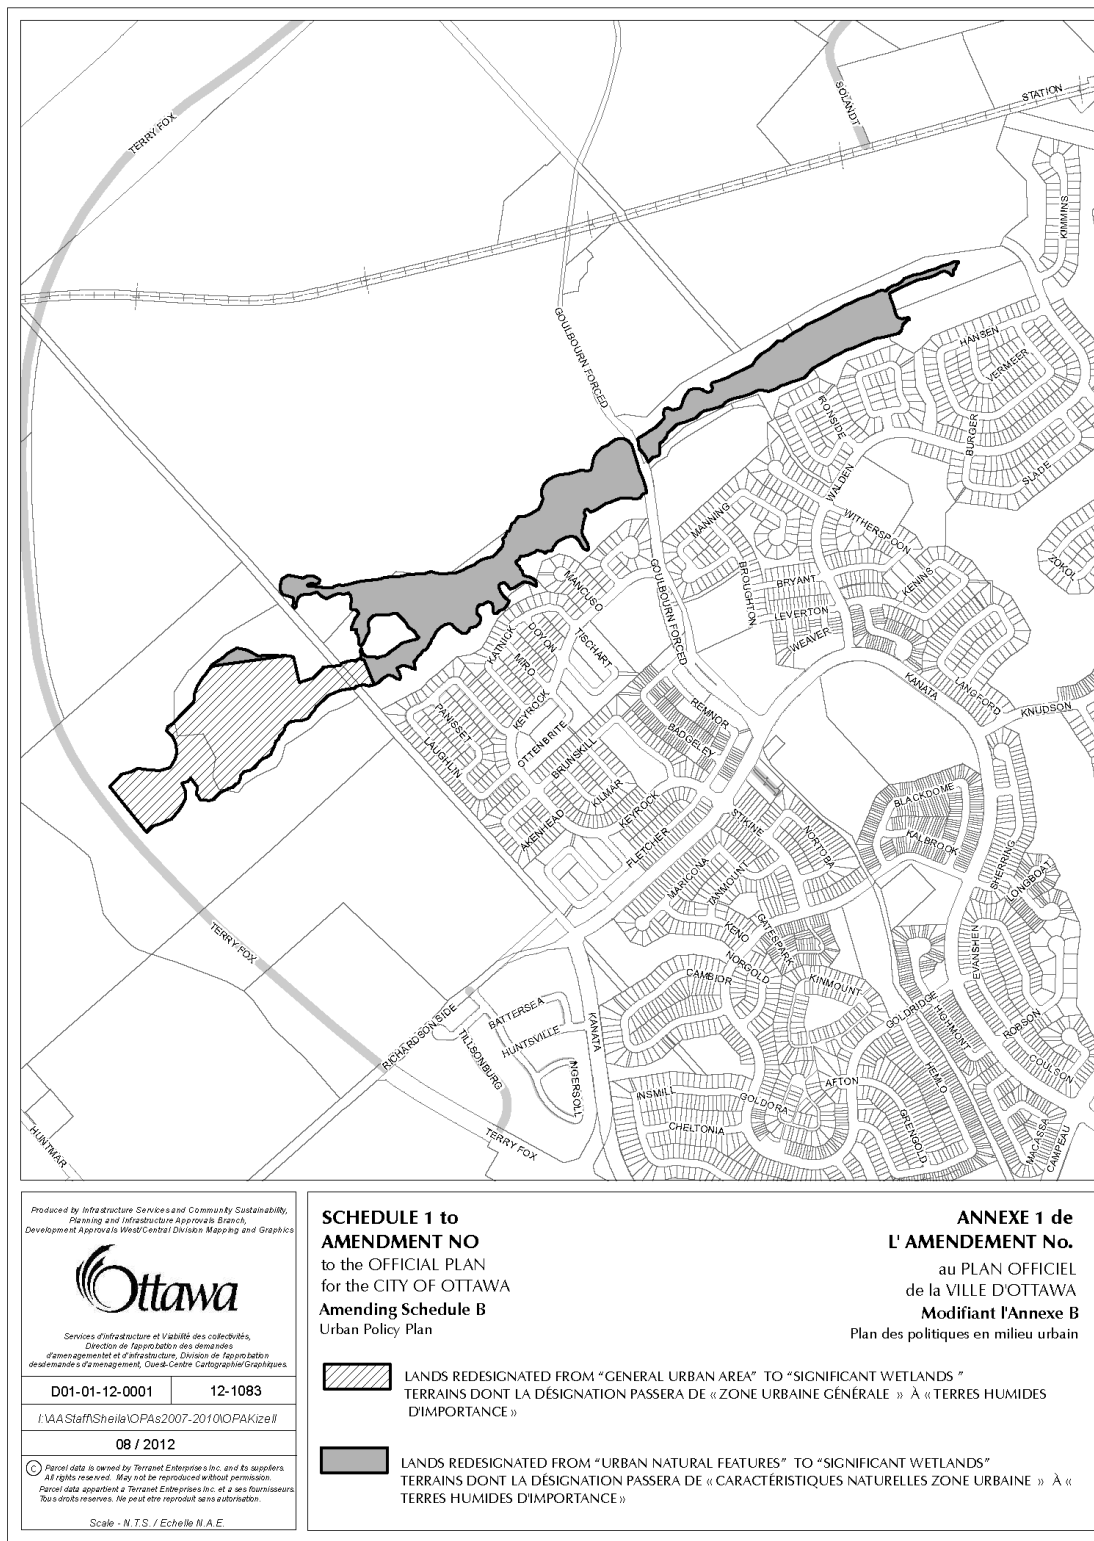 TERRY FOX
SOLANDT
STATION
KIMMINS
GOULBOURN FORCED
HANSEN
VERMEER
RONSIDE
BURGER
SLADE
WALDEN
MANNING
WITHERSPOON
ZOKOL
KENINS
BROUGHTON
BRYANT
LEVERTON
WEAVER
MANCUSO
GOULBOURN FORCED
KATNICK
DOYON
TISCHART
MIRO
KEYROCK
KANATA
LANGFORD
KNUDSON
PANISSET
LAUGHLIN
OTTENBRITE
BRUNSKILL
REMNOR
BADGELEY
KILMAR
KEYROCK
AKENHEAD
FLETCHER
STIKINE
NORTOBA
BLACKDOME
KALBROOK
SHERRING
LONGBOAT
MARICONA
TANMOUNT
KENO
GATESPARK
NORGOLD
CAMBIOR
KINMOUNT
EVANSHEN
GOLDRIDGE
HIGHMONT
ROBSON
COULSON
TERRY FOX
RICHARDSON SIDE
BATTERSEA
HUNTSVILLE
TILLSONBURG
INGERSOLL
KANATA
INSMILL
GOLDORA
AFTON
HEMLO
CHELTONIA
GRENGOLD
MACASSA
CAMPEAU
TERRY FOX
HUNTMAR
Produced by Infrastructure Services and Community Sustainability,
Planning and Infrastructure Approvals Branch,
Development Approvals West/Central Division Mapping and Graphics
Ottawa
Services d'infrastructure et Viabilité des collectivités,
Direction de l'approbation des demandes
d'amenagementet et d'infrastructure, Division de l'approbation
desdemandes d'amenagement, Ouest-Centre Cartographie/Graphiques.
D01-01-12-0001 12-1083
I:\AAStaff\Sheila\OPAs2007-2010\OPAKizell
08 / 2012
© Parcel data is owned by Terranet Enterprises Inc. and its suppliers.
All rights reserved. May not be reproduced without permission.
Parcel data appartient a Terranet Entreprises Inc. et a ses fournisseurs.
Tous droits reserves. Ne peut etre reproduit sans autorisation.
Scale - N.T.S. / Echelle N.A.E.
SCHEDULE 1 to
AMENDMENT NO
to the OFFICIAL PLAN
for the CITY OF OTTAWA
Amending Schedule B
Urban Policy Plan
ANNEXE 1 de
L' AMENDEMENT No.
au PLAN OFFICIEL
de la VILLE D'OTTAWA
Modifiant l'Annexe B
Plan des politiques en milieu urbain
LANDS REDESIGNATED FROM “GENERAL URBAN AREA” TO “SIGNIFICANT WETLANDS ”
TERRAINS DONT LA DÉSIGNATION PASSERA DE « ZONE URBAINE GÉNÉRALE » À « TERRES HUMIDES
D'IMPORTANCE »
LANDS REDESIGNATED FROM “URBAN NATURAL FEATURES” TO “SIGNIFICANT WETLANDS”
TERRAINS DONT LA DÉSIGNATION PASSERA DE « CARACTÉRISTIQUES NATURELLES ZONE URBAINE » À «
TERRES HUMIDES D'IMPORTANCE »